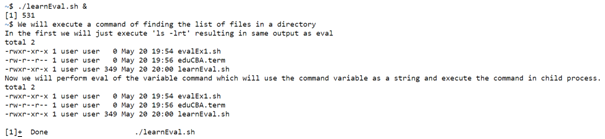 ~$ ./learnEval.sh &
[1] 531
~$ We will execute a command of finding the list of files in a directory
In the first we will just execute 'ls -lrt' resulting in same output as eval
total 2
-rwxr-xr-x 1 user user   0 May 20 19:54 evalEx1.sh
-rw-r--r-- 1 user user   0 May 20 19:56 eduCBA.term
-rwxr-xr-x 1 user user 349 May 20 20:00 learnEval.sh
Now we will perform eval of the variable command which will use the command variable as a string and execute the command in child process.
total 2
-rwxr-xr-x 1 user user   0 May 20 19:54 evalEx1.sh
-rw-r--r-- 1 user user   0 May 20 19:56 eduCBA.term
-rwxr-xr-x 1 user user 349 May 20 20:00 learnEval.sh
[1]+  Done                    ./learnEval.sh